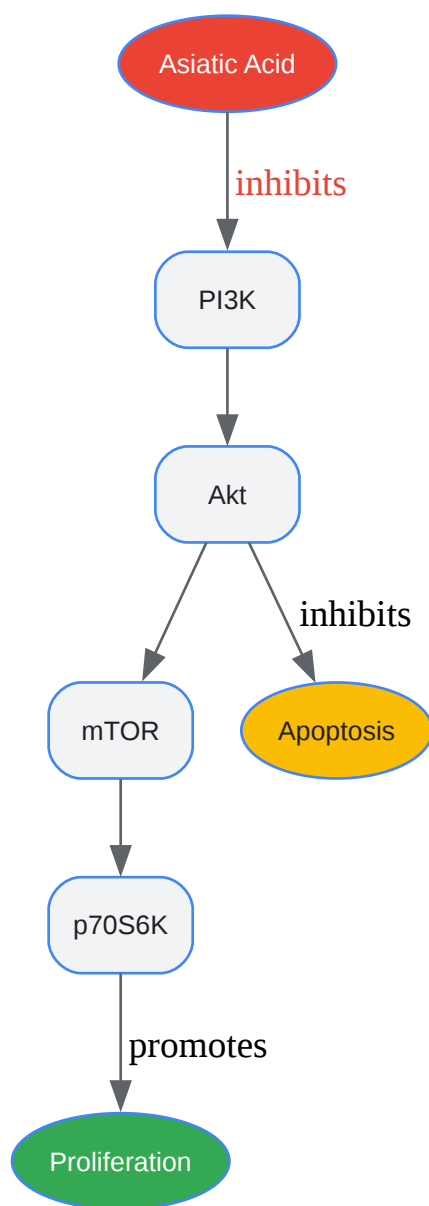 Asiatic Acid
inhibits
PI3K
Akt
inhibits
mTOR
Apoptosis
p70S6K
promotes
Proliferation